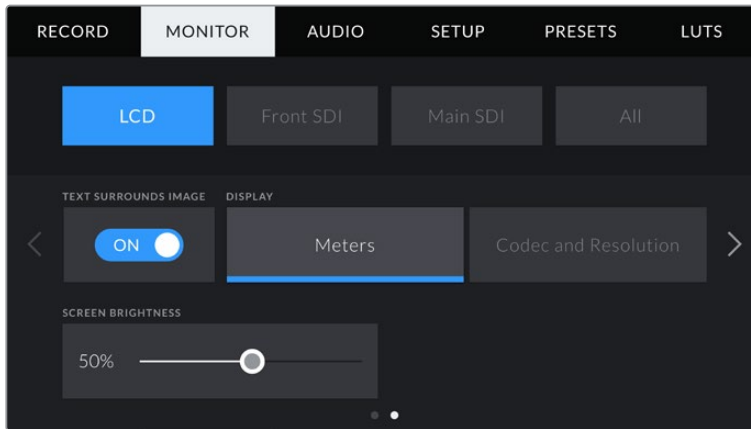 RECORD MONITOR AUDIO SETUP PRESETS LUTS
LCD Front SDI Main SDI All
TEXT SURROUNDS IMAGE DISPLAY
ON Meters Codec and Resolution
SCREEN BRIGHTNESS
50%